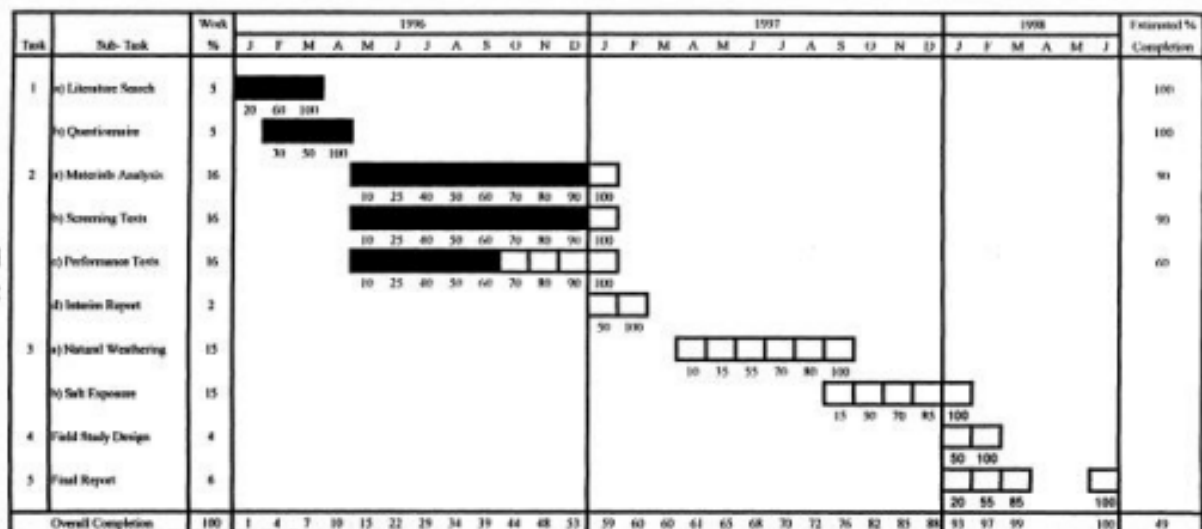 Work 1996 1997 1998 Estimated %
Task Sub- Task % J F M A M J J A S O N D J F M A M J J A S O N D J F M A M J Completion
1 a) Literature Search 5 100
20 60 100
b) Questionnaire 5 100
30 50 100
2 a) Materials Analysis 16 90
10 25 40 50 60 70 80 90 100
b) Screening Tests 16 90
10 25 40 50 60 70 80 90 100
c) Performance Tests 16 60
10 25 40 50 60 70 80 90 100
d) Interim Report 2
50 100
3 a) Natural Weathering 15
10 35 55 70 80 100
b) Salt Exposure 15
15 30 70 85 100
4 Field Study Design 4
50 100
5 Final Report 6
20 55 85 100
Overall Completion 100 1 4 7 10 15 22 29 34 39 44 48 53 59 60 60 61 65 68 70 72 76 82 85 88 93 97 99 100 49